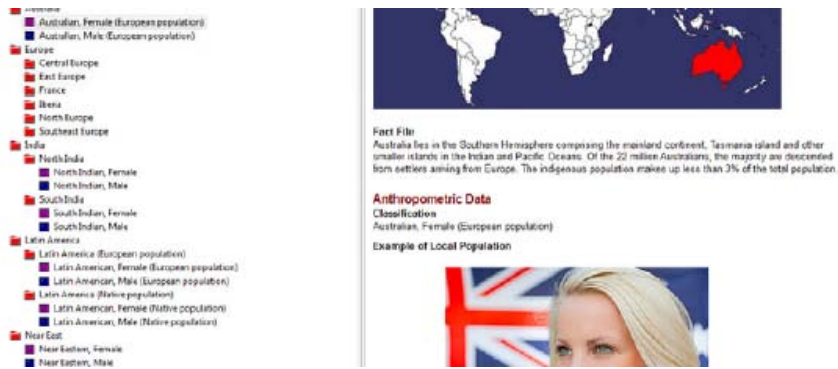 Australia
Australian, Female (European population)
Australian, Male (European population)
Europe
Central Europe
East Europe
France
Iberia
North Europe
Southeast Europe
India
North India
North Indian, Female
North Indian, Male
South India
South Indian, Female
South Indian, Male
Latin America
Latin America (European population)
Latin American, Female (European population)
Latin American, Male (European population)
Latin America (Native population)
Latin American, Female (Native population)
Latin American, Male (Native population)
Near East
Near Eastern, Female
Near Eastern, Male
Fact File
Australia lies in the Southern Hemisphere comprising the mainland continent, Tasmania island and other
smaller islands in the Indian and Pacific Oceans. Of the 22 million Australians, the majority are descended
from settlers arriving from Europe. The indigenous population makes up less than 3% of the total population.
Anthropometric Data
Classification
Australian, Female (European population)
Example of Local Population